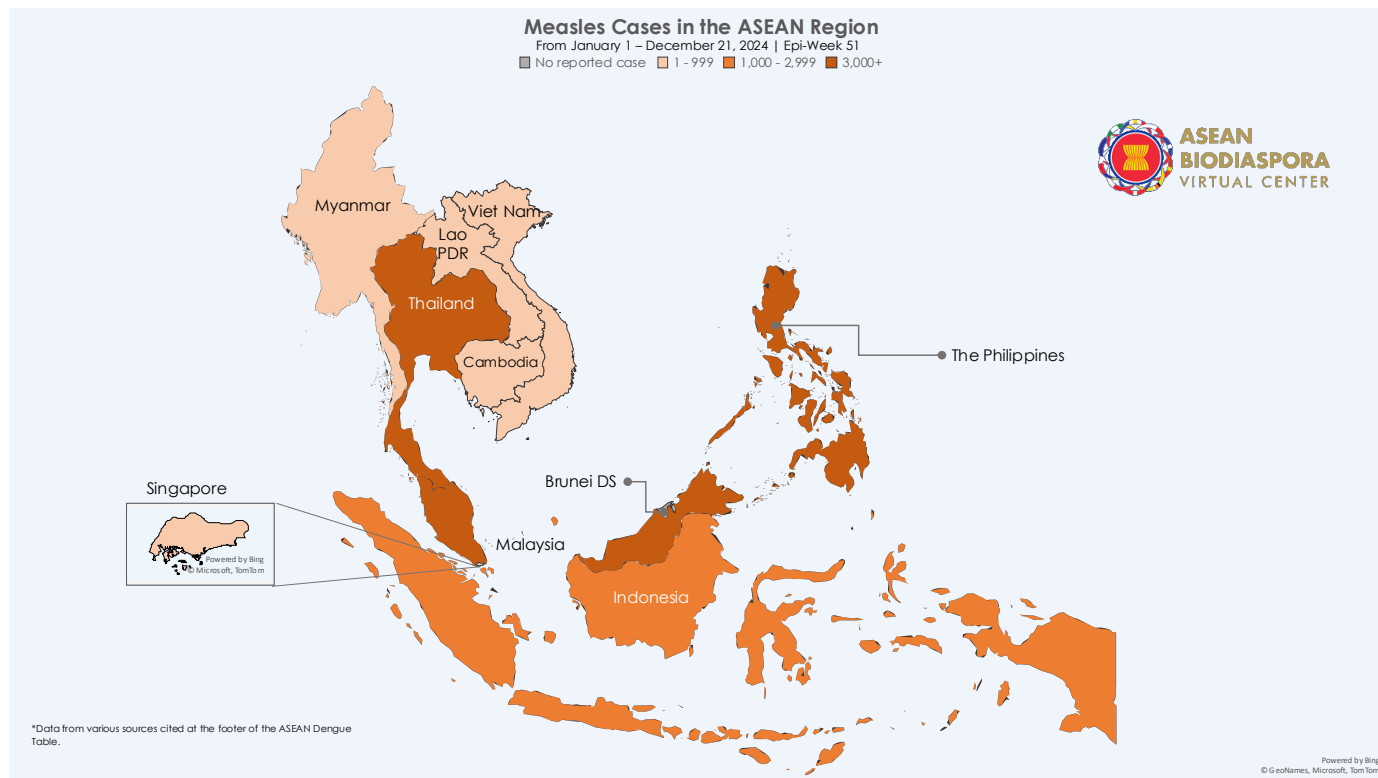 Measles Cases in the ASEAN Region
From January 1 – December 21, 2024 | Epi-Week 51
No reported case 1 - 999 1,000 - 2,999 3,000+
ASEAN
BIODIASPORA
VIRTUAL CENTER
Myanmar
Viet Nam
Lao
PDR
Thailand
Cambodia
The Philippines
Brunei DS
Singapore
Powered by Bing
© Microsoft, TomTom
Malaysia
Indonesia
*Data from various sources cited at the footer of the ASEAN Dengue
Table.
Powered by Bing
© GeoNames, Microsoft, TomTom